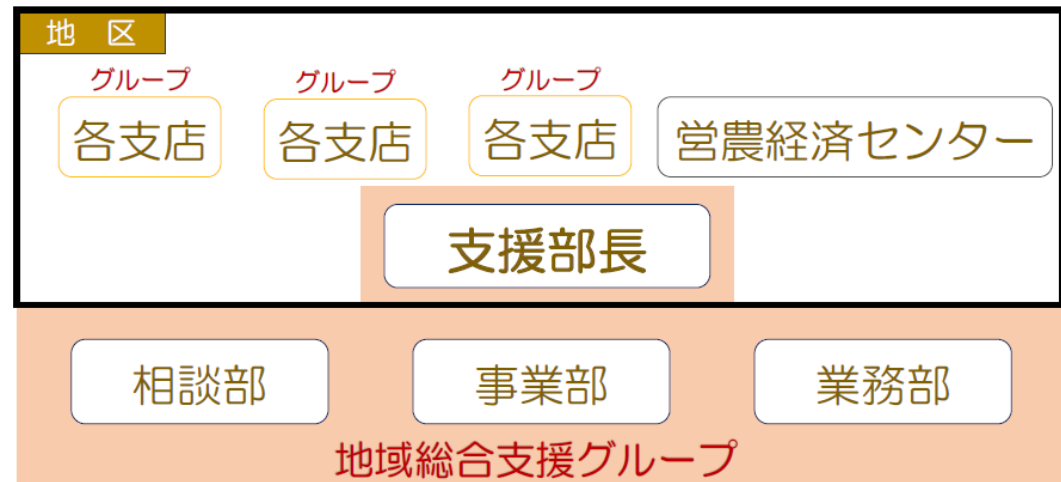 地 区
グループ グループ グループ
各支店 各支店 各支店 営農経済センター
支援部長
相談部 事業部 業務部
地域総合支援グループ